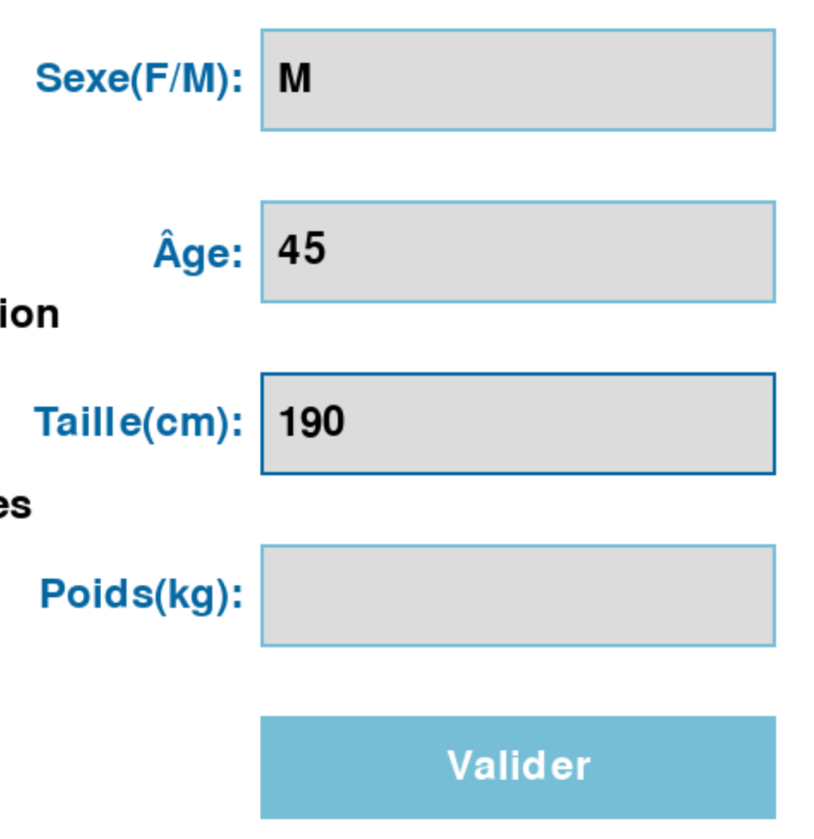 Sexe(F/M): M
Âge: 45
ion
Taille(cm): 190
es
Poids(kg):
Valider